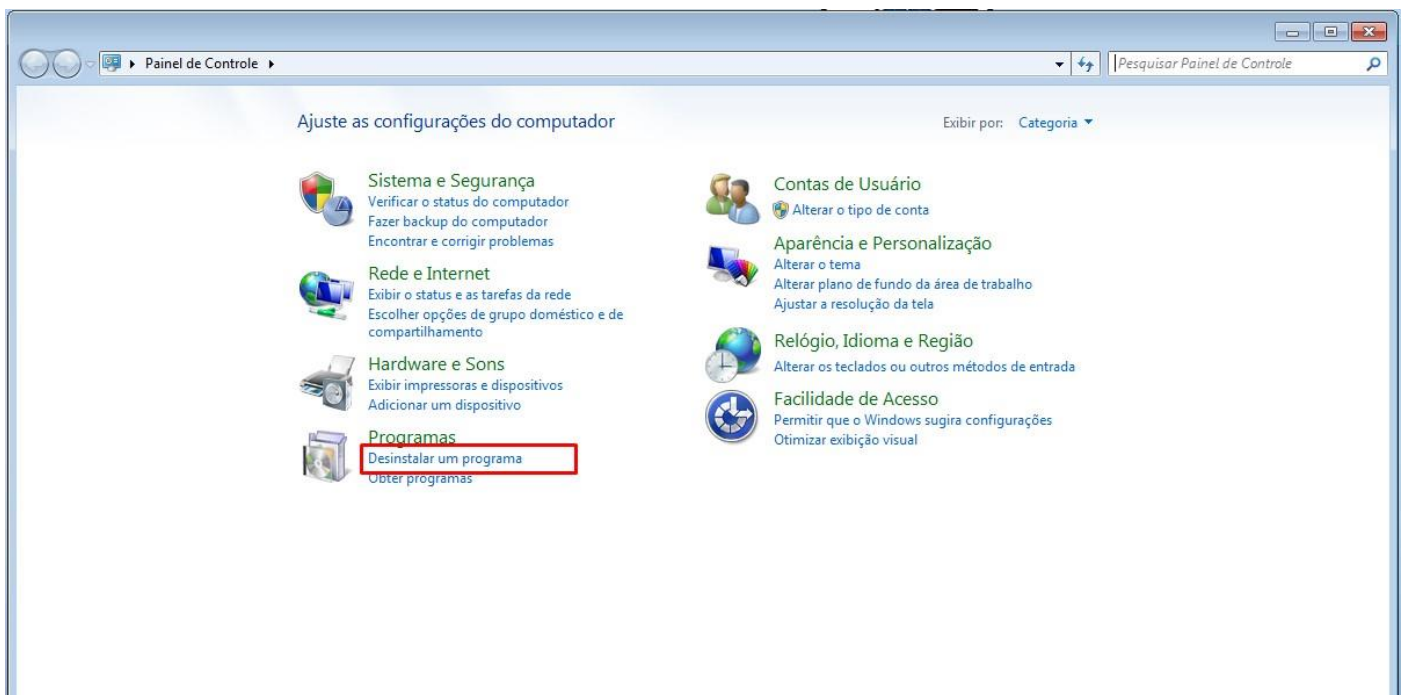 Painel de Controle
Pesquisar Painel de Controle
Ajuste as configurações do computador
Exibir por: Categoria
Sistema e Segurança
Verificar o status do computador
Fazer backup do computador
Encontrar e corrigir problemas
Rede e Internet
Exibir o status e as tarefas da rede
Escolher opções de grupo doméstico e de
compartilhamento
Hardware e Sons
Exibir impressoras e dispositivos
Adicionar um dispositivo
Programas
Desinstalar um programa
Obter programas
Contas de Usuário
Alterar o tipo de conta
Aparência e Personalização
Alterar o tema
Alterar plano de fundo da área de trabalho
Ajustar a resolução da tela
Relógio, Idioma e Região
Alterar os teclados ou outros métodos de entrada
Facilidade de Acesso
Permitir que o Windows sugira configurações
Otimizar exibição visual